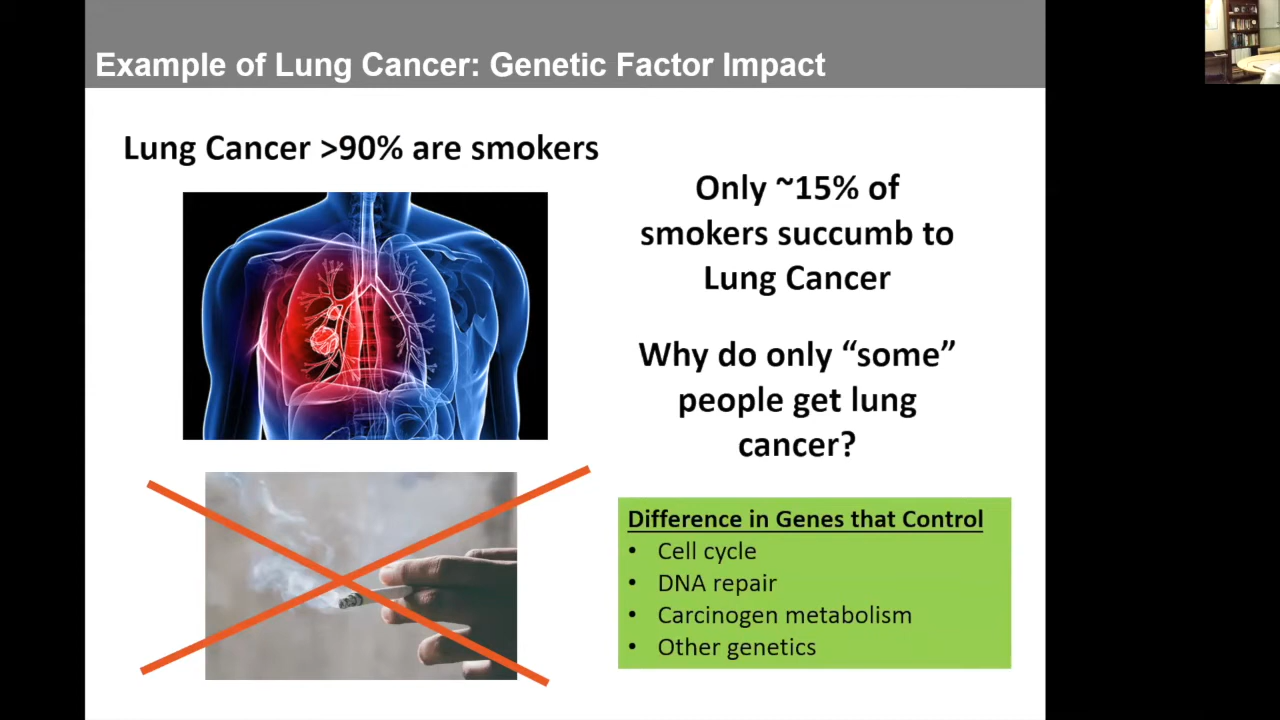 Example of Lung Cancer: Genetic Factor Impact
Lung Cancer >90% are smokers
Only ~15% of
smokers succumb to
Lung Cancer
Why do only “some”
people get lung
cancer?
Difference in Genes that Control
• Cell cycle
• DNA repair
• Carcinogen metabolism
• Other genetics